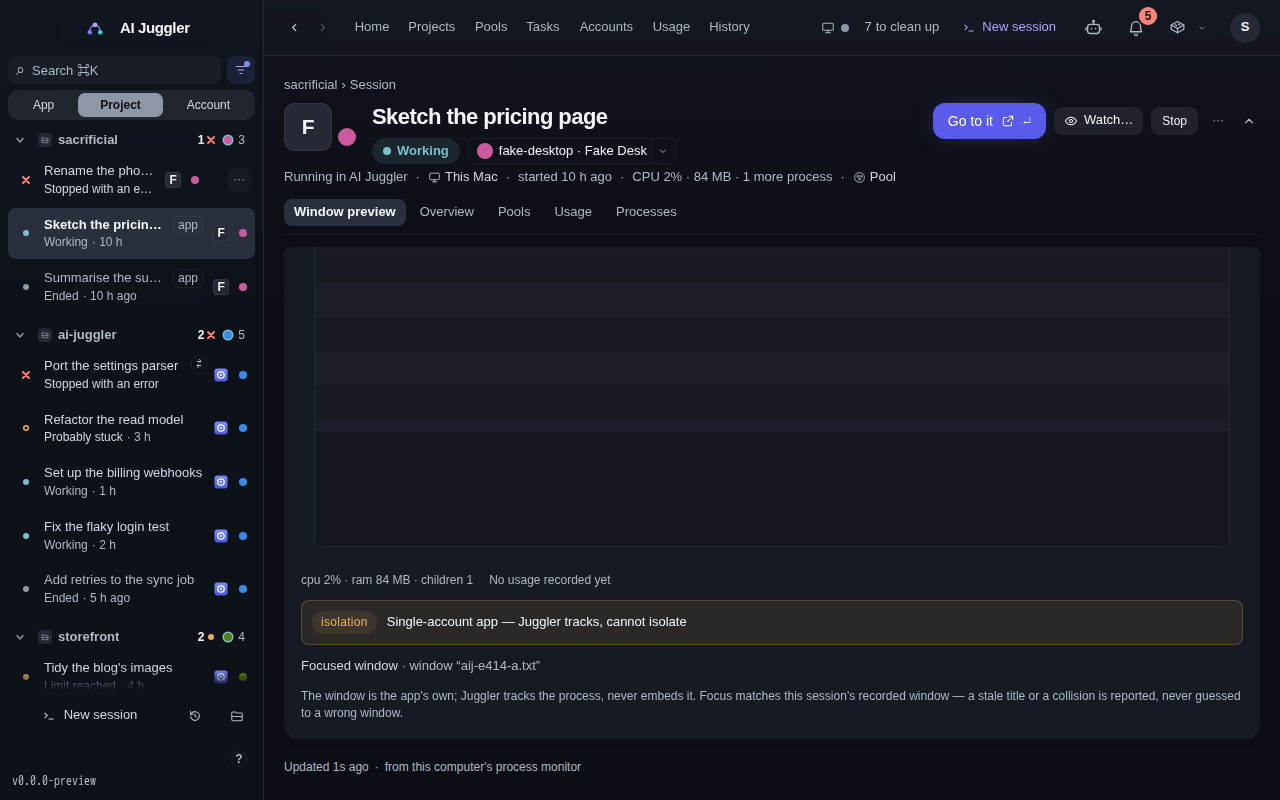 AI Juggler
Search ⌘K
App
Project
Account
sacrificial
1
3
Rename the pho…
Stopped with an e…
F
Sketch the pricin…
app
Working · 10 h
F
Summarise the su…
app
Ended · 10 h ago
F
ai-juggler
2
5
Port the settings parser
Stopped with an error
Refactor the read model
Probably stuck · 3 h
Set up the billing webhooks
Working · 1 h
Fix the flaky login test
Working · 2 h
Add retries to the sync job
Ended · 5 h ago
storefront
2
4
Tidy the blog's images
Limit reached · 4 h
New session
?
v0.0.0-preview
Home
Projects
Pools
Tasks
Accounts
Usage
History
7 to clean up
New session
5
S
sacrificial › Session
F
Sketch the pricing page
Working
fake-desktop · Fake Desk
Go to it
Watch…
Stop
Running in AI Juggler · This Mac · started 10 h ago · CPU 2% · 84 MB · 1 more process · Pool
Window preview
Overview
Pools
Usage
Processes
cpu 2% · ram 84 MB · children 1 No usage recorded yet
isolation Single-account app — Juggler tracks, cannot isolate
Focused window · window “aij-e414-a.txt”
The window is the app's own; Juggler tracks the process, never embeds it. Focus matches this session's recorded window — a stale title or a collision is reported, never guessed
to a wrong window.
Updated 1s ago · from this computer's process monitor